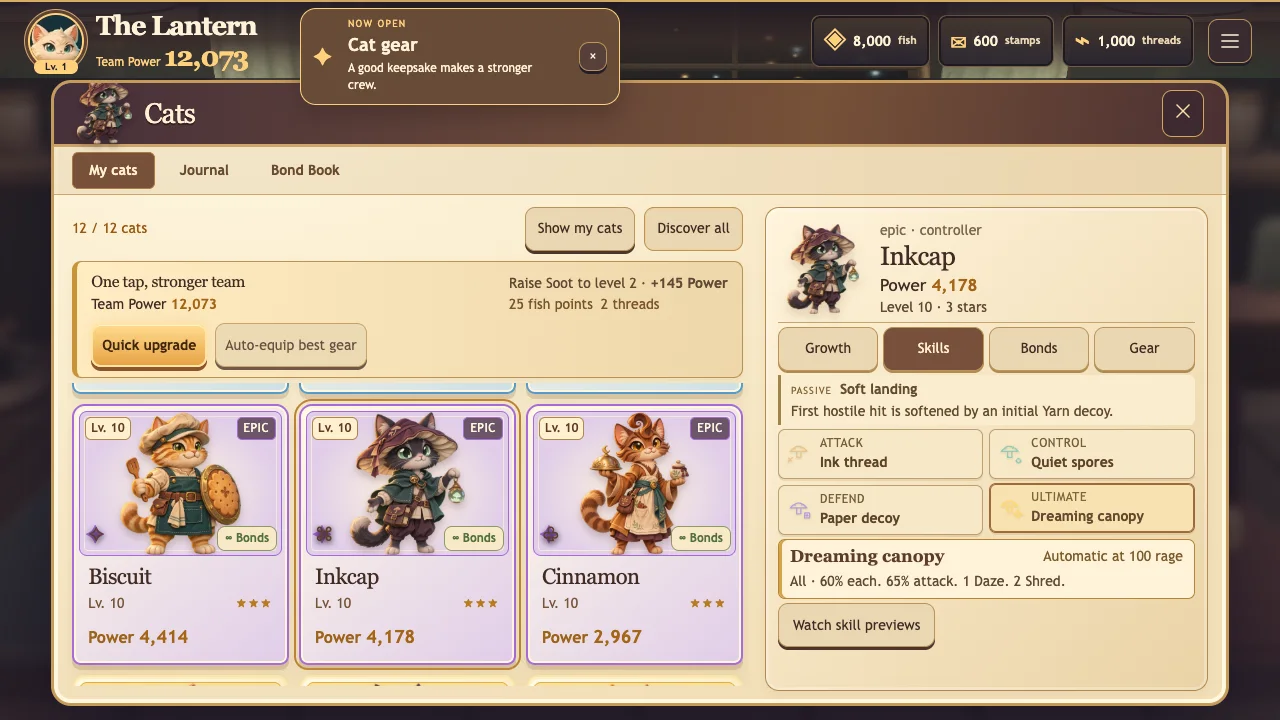 The Lantern
Lv. 1
Team Power 12,073
NOW OPEN
Cat gear
A good keepsake makes a stronger
crew.
×
8,000 fish
600 stamps
1,000 threads
Cats
My cats
Journal
Bond Book
12 / 12 cats
Show my cats
Discover all
One tap, stronger team
Team Power 12,073
Raise Soot to level 2 · +145 Power
25 fish points 2 threads
Quick upgrade
Auto-equip best gear
Lv. 10
EPIC
∞ Bonds
Biscuit
Lv. 10
★★★
Power 4,414
Lv. 10
EPIC
∞ Bonds
Inkcap
Lv. 10
★★★
Power 4,178
Lv. 10
EPIC
∞ Bonds
Cinnamon
Lv. 10
★★★
Power 2,967
epic · controller
Inkcap
Power 4,178
Level 10 · 3 stars
Growth
Skills
Bonds
Gear
PASSIVE Soft landing
First hostile hit is softened by an initial Yarn decoy.
ATTACK
Ink thread
CONTROL
Quiet spores
DEFEND
Paper decoy
ULTIMATE
Dreaming canopy
Dreaming canopy
Automatic at 100 rage
All · 60% each. 65% attack. 1 Daze. 2 Shred.
Watch skill previews